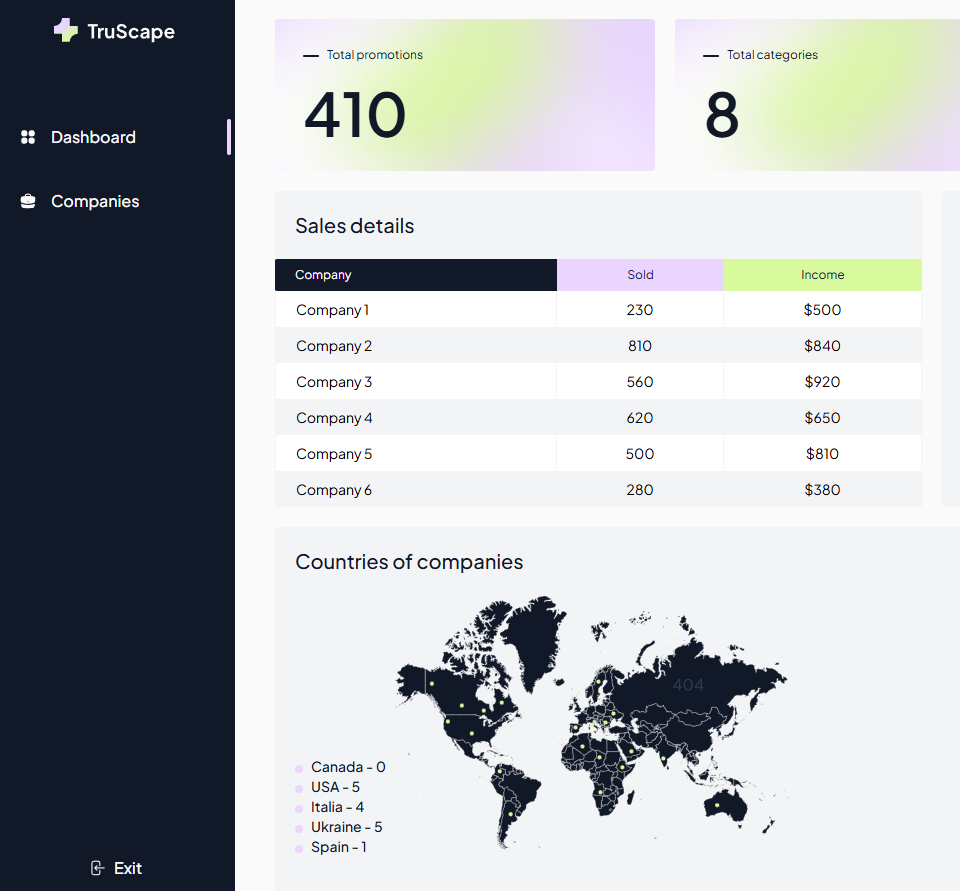 TruScape
Dashboard
Companies
Exit
Total promotions
410
Total categories
8
Sales details
Company Sold Income
Company 1 230 $500
Company 2 810 $840
Company 3 560 $920
Company 4 620 $650
Company 5 500 $810
Company 6 280 $380
Countries of companies
404
Canada - 0
USA - 5
Italia - 4
Ukraine - 5
Spain - 1